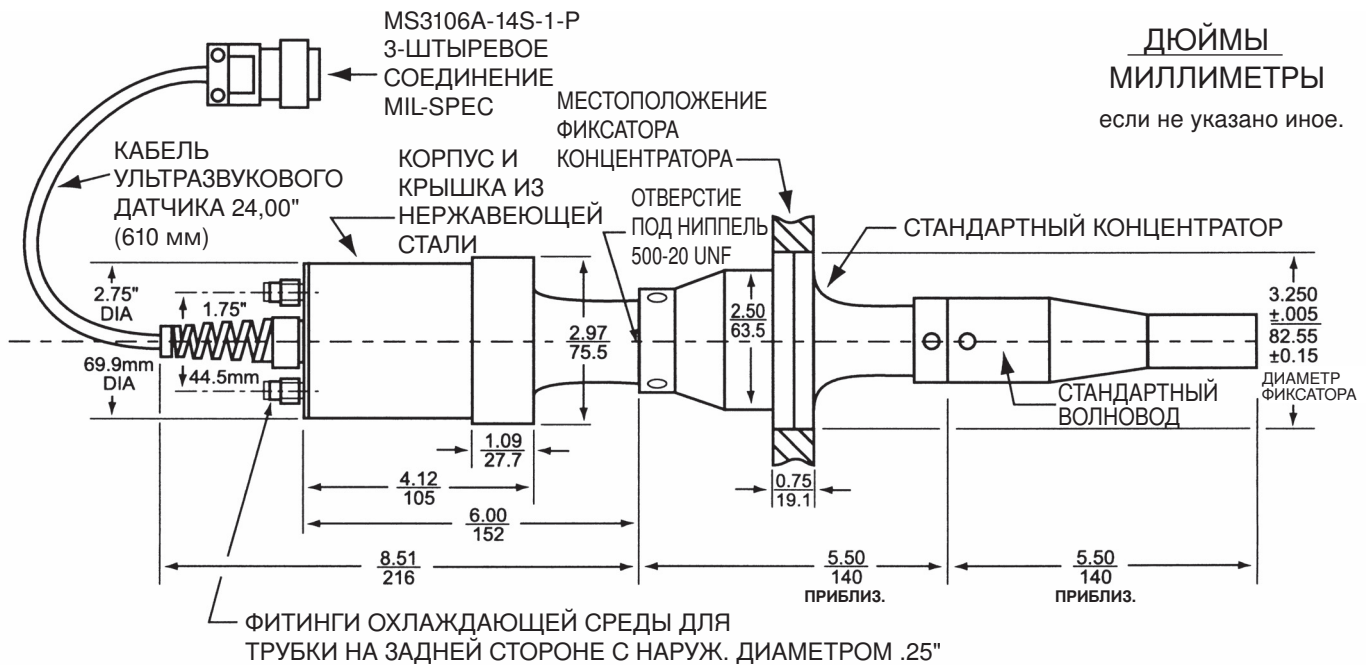 MS3106A-14S-1-P
3-ШТЫРЕВОЕ
СОЕДИНЕНИЕ
MIL-SPEC
ДЮЙМЫ
МИЛЛИМЕТРЫ
если не указано иное.
МЕСТОПОЛОЖЕНИЕ
ФИКСАТОРА
КОНЦЕНТРАТОРА
КАБЕЛЬ
УЛЬТРАЗВУКОВОГО
ДАТЧИКА 24,00"
(610 мм)
КОРПУС И
КРЫШКА ИЗ
НЕРЖАВЕЮЩЕЙ
СТАЛИ
ОТВЕРСТИЕ
ПОД НИППЕЛЬ
500-20 UNF
СТАНДАРТНЫЙ КОНЦЕНТРАТОР
2.75"
DIA
69.9mm
DIA
1.75"
44.5mm
2.97
75.5
2.50
63.5
3.250
±.005
82.55
±0.15
ДИАМЕТР
ФИКСАТОРА
СТАНДАРТНЫЙ
ВОЛНОВОД
1.09
27.7
4.12
105
0.75
19.1
6.00
152
8.51
216
5.50
140
ПРИБЛИЗ.
5.50
140
ПРИБЛИЗ.
ФИТИНГИ ОХЛАЖДАЮЩЕЙ СРЕДЫ ДЛЯ
ТРУБКИ НА ЗАДНЕЙ СТОРОНЕ С НАРУЖ. ДИАМЕТРОМ .25"